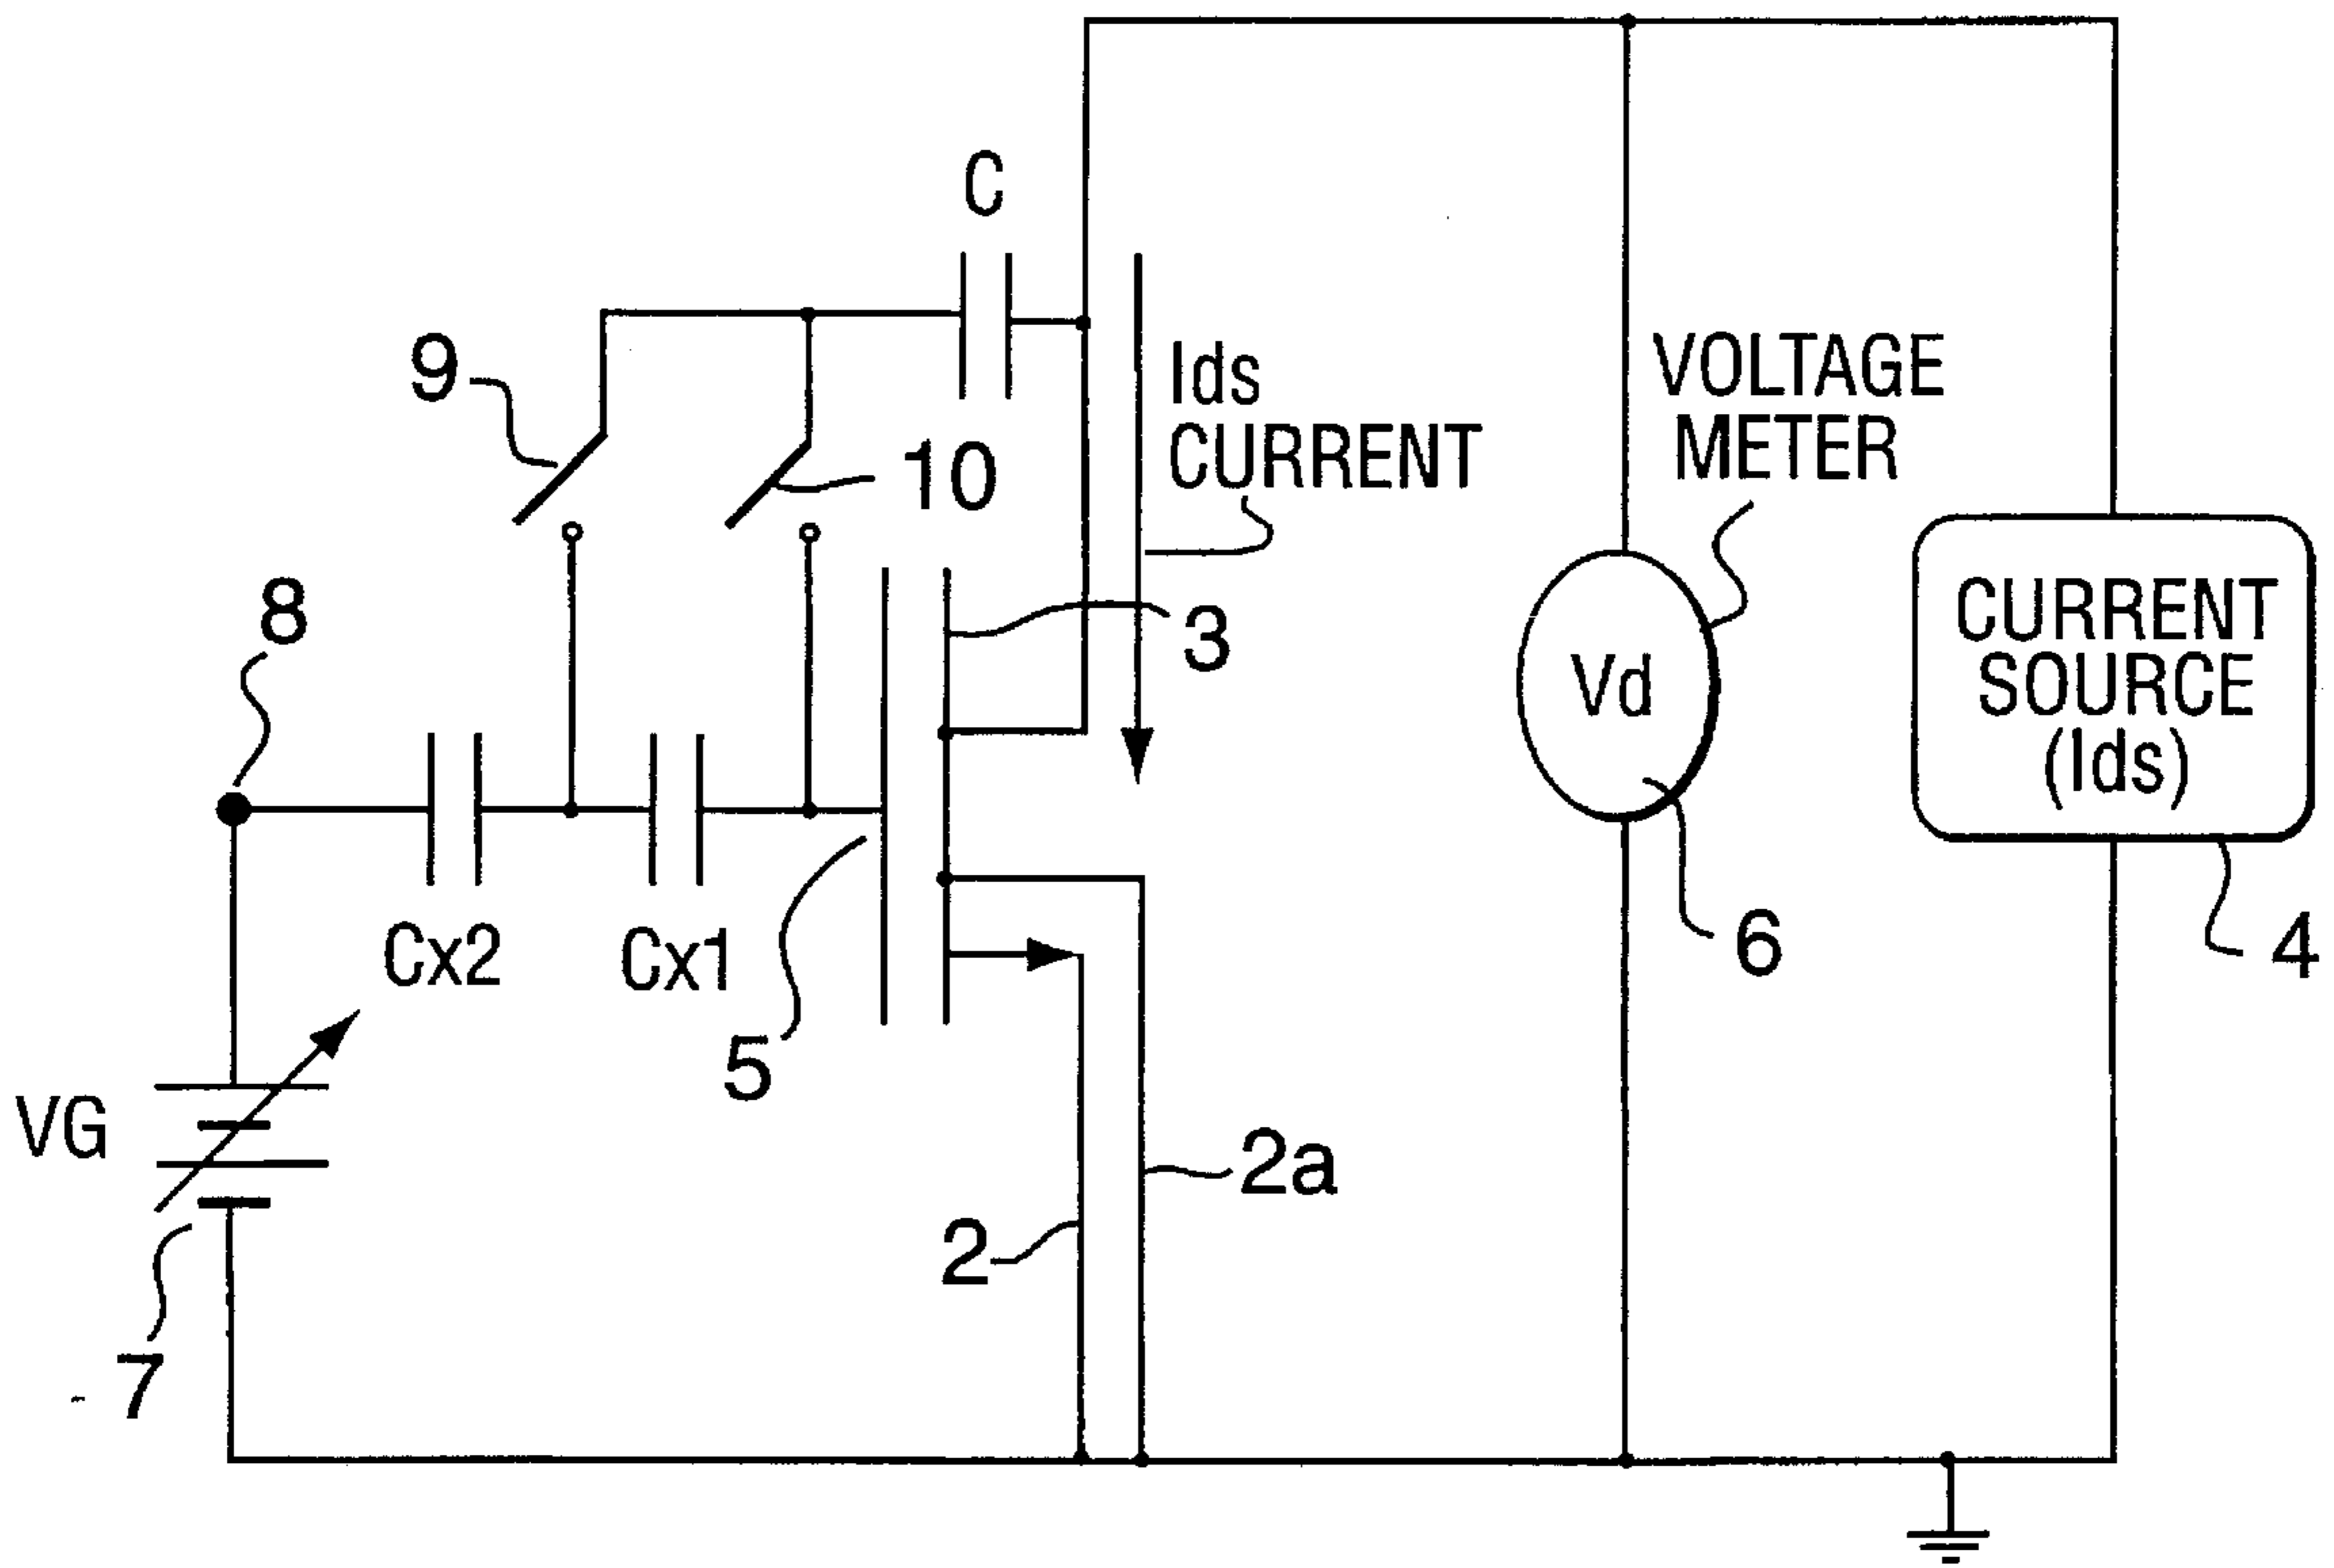 C
9
10
Ids
CURRENT
VOLTAGE
METER
8
3
Vd
CURRENT
SOURCE
(Ids)
Cx2
Cx1
5
6
4
VG
2a
2
7